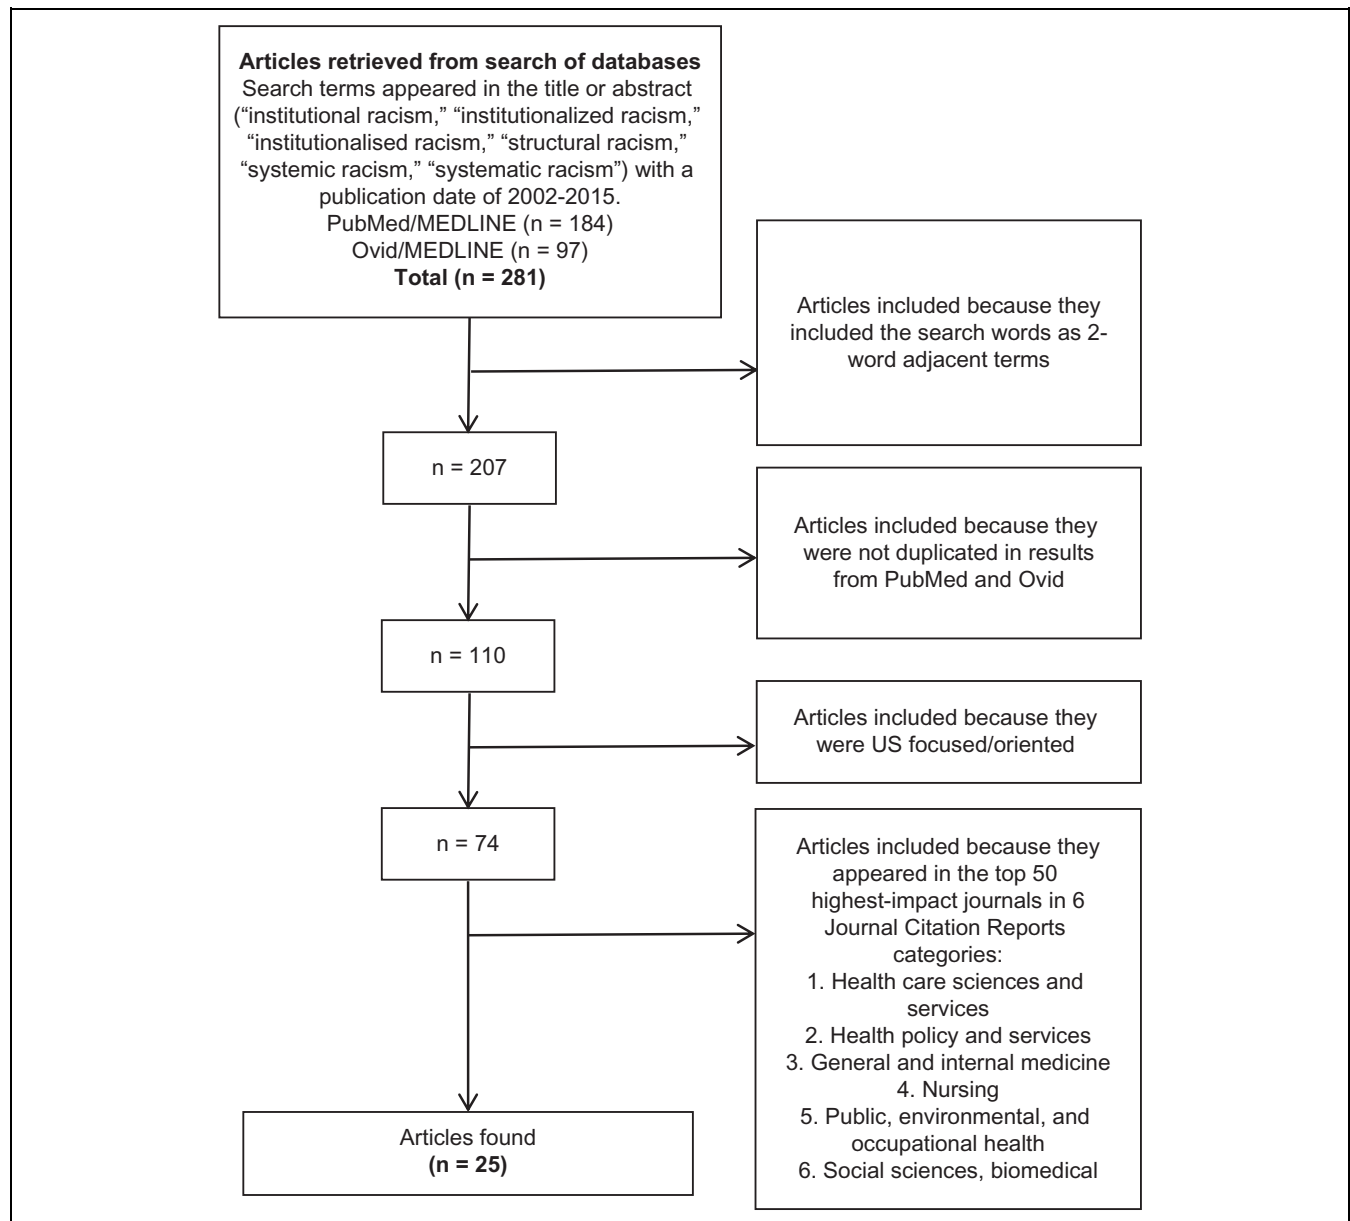 Articles retrieved from search of databases
Search terms appeared in the title or abstract
(“institutional racism,” “institutionalized racism,”
“institutionalised racism,” “structural racism,”
“systemic racism,” “systematic racism”) with a
publication date of 2002-2015.
PubMed/MEDLINE (n = 184)
Ovid/MEDLINE (n = 97)
Total (n = 281)
Articles included because they
included the search words as 2-
word adjacent terms
n = 207
Articles included because they
were not duplicated in results
from PubMed and Ovid
n = 110
Articles included because they
were US focused/oriented
n = 74
Articles included because they
appeared in the top 50
highest-impact journals in 6
Journal Citation Reports
categories:
1. Health care sciences and
services
2. Health policy and services
3. General and internal medicine
4. Nursing
5. Public, environmental, and
occupational health
6. Social sciences, biomedical
Articles found
(n = 25)